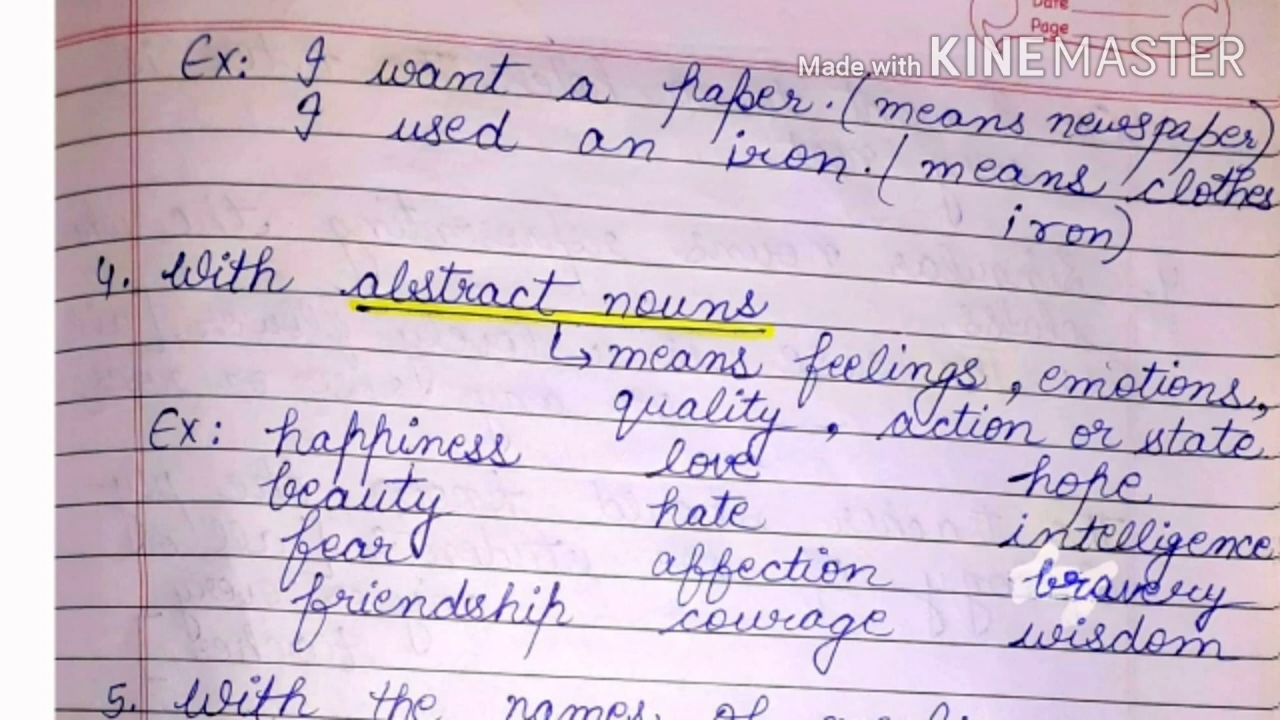 Date
Page
Made with KINEMASTER
Ex: I want a paper. (means newspaper)
I used an iron. (means clothes
iron)
4. With abstract nouns
↳ means feelings, emotions,
quality, action or state
Ex: happiness love hope
beauty hate intelligence
fear affection bravery
friendship courage wisdom
5. With the names of